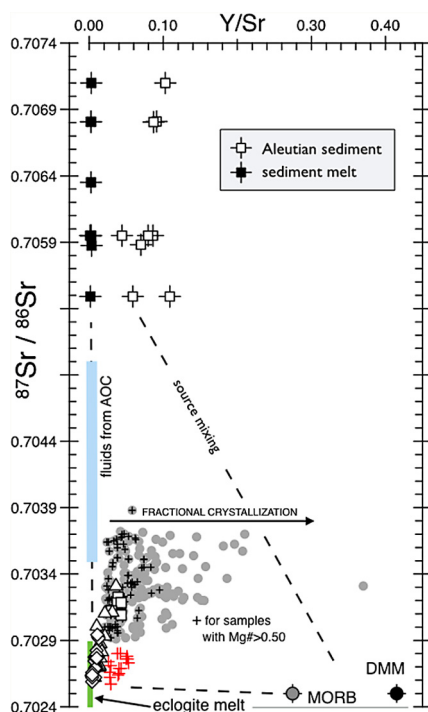 0.00 0.10 Y/Sr 0.30 0.40
0.7074
0.7069
0.7064
0.7059
0.7044
0.7039
0.7034
0.7029
0.7024
87Sr / 86Sr
Aleutian sediment
sediment melt
fluids from AOC
source mixing
FRACTIONAL CRYSTALLIZATION
+ for samples
with Mg#>0.50
DMM
MORB
eclogite melt